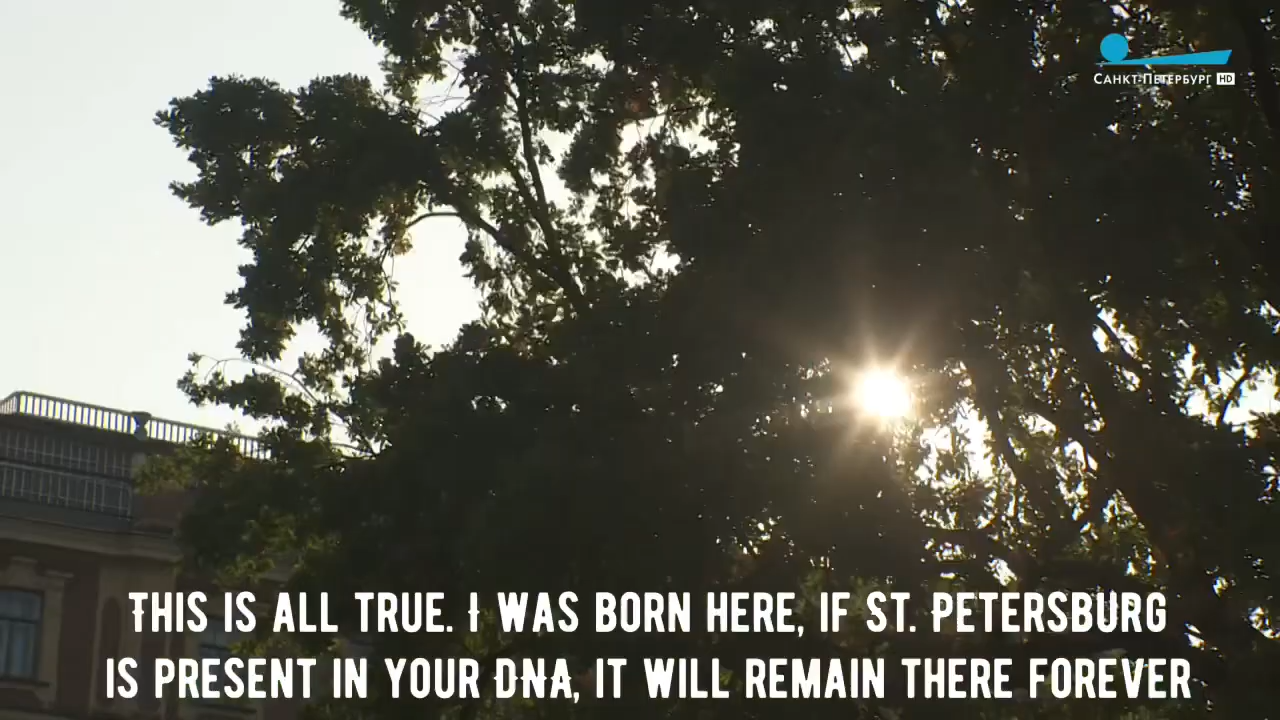 САНКТ-ПЕТЕРБУРГ HD
THIS IS ALL TRUE. I WAS BORN HERE, IF ST. PETERSBURG
IS PRESENT IN YOUR DNA, IT WILL REMAIN THERE FOREVER